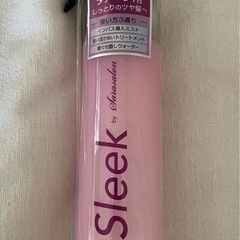 しっとりのツヤ髪へ
使い方3通り
インバス導入ミスト
洗い流さないトリートメント
寝ぐせ直しウォーター
Sleek
by Sarasalon